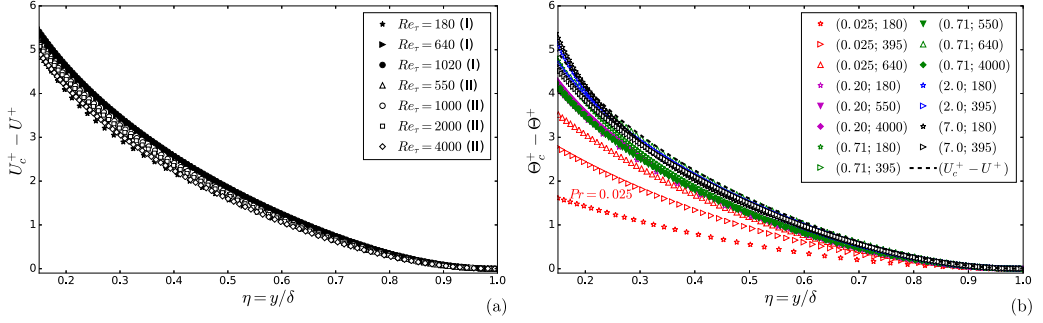 6
5
4
3
2
1
0
U_c^+ − U^+
0.2 0.3 0.4 0.5 0.6 0.7 0.8 0.9 1.0
η = y/δ
(a)
Re_τ = 180 (I)
Re_τ = 640 (I)
Re_τ = 1020 (I)
Re_τ = 550 (II)
Re_τ = 1000 (II)
Re_τ = 2000 (II)
Re_τ = 4000 (II)
6
5
4
3
2
1
0
Θ_c^+ − Θ^+
0.2 0.3 0.4 0.5 0.6 0.7 0.8 0.9 1.0
η = y/δ
(b)
Pr = 0.025
(0.025; 180)
(0.025; 395)
(0.025; 640)
(0.20; 180)
(0.20; 550)
(0.20; 4000)
(0.71; 180)
(0.71; 395)
(0.71; 550)
(0.71; 640)
(0.71; 4000)
(2.0; 180)
(2.0; 395)
(7.0; 180)
(7.0; 395)
(U_c^+ − U^+)